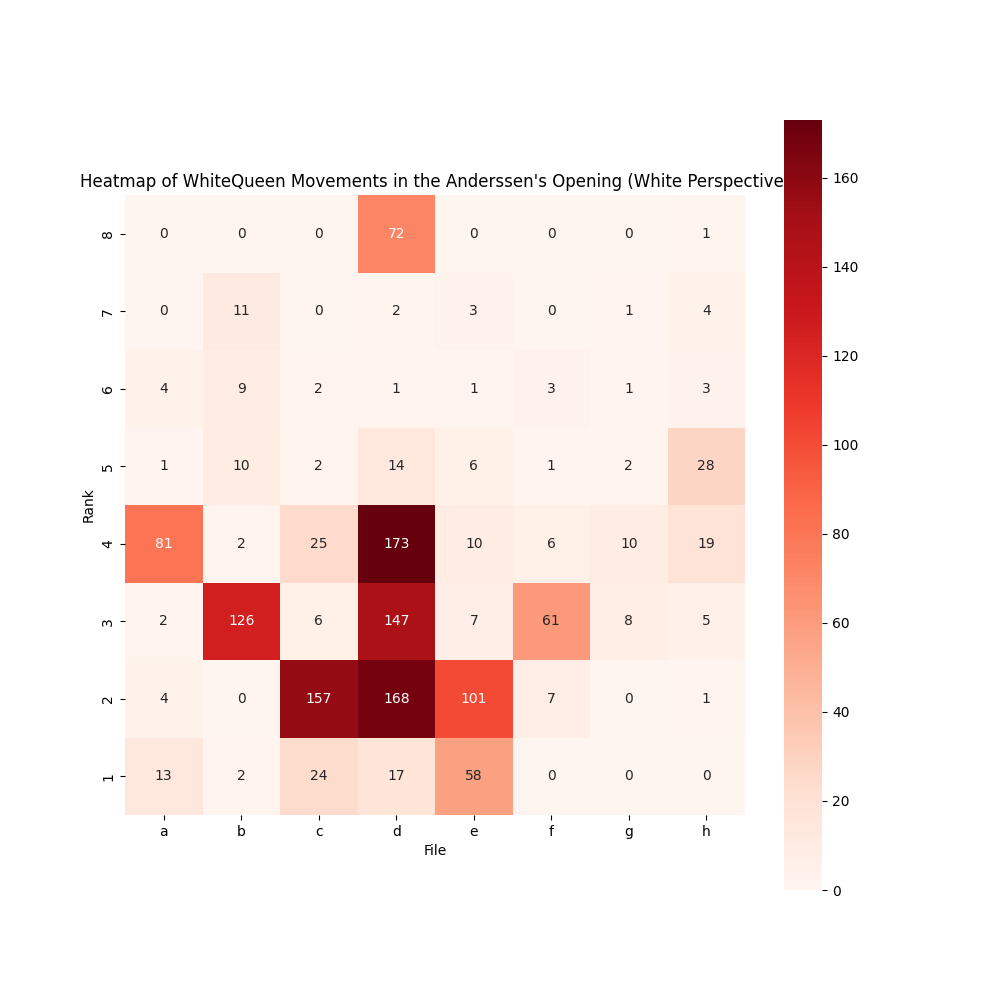 Heatmap of WhiteQueen Movements in the Anderssen's Opening (White Perspective
8 0 0 0 72 0 0 0 1
7 0 11 0 2 3 0 1 4
6 4 9 2 1 1 3 1 3
5 1 10 2 14 6 1 2 28
4 81 2 25 173 10 6 10 19
3 2 126 6 147 7 61 8 5
2 4 0 157 168 101 7 0 1
1 13 2 24 17 58 0 0 0
a b c d e f g h
File
Rank
160
140
120
100
80
60
40
20
0